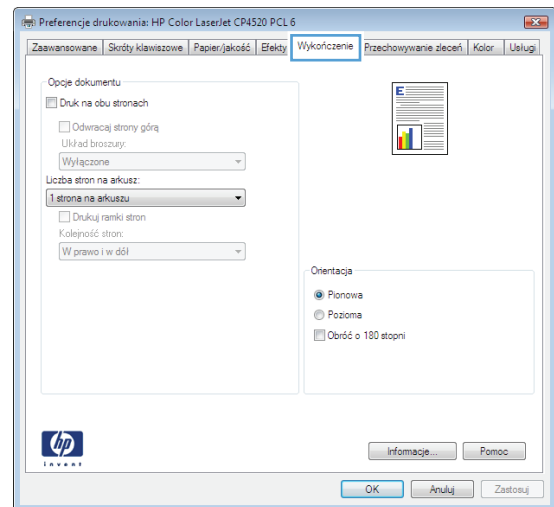 Preferencje drukowania: HP Color LaserJet CP4520 PCL 6
Zaawansowane Skróty klawiszowe Papier/jakość Efekty Wykończenie Przechowywanie zleceń Kolor Usługi
Opcje dokumentu
Druk na obu stronach
Odwracaj strony górą
Układ broszury:
Wyłączone
Liczba stron na arkusz:
1 strona na arkuszu
Drukuj ramki stron
Kolejność stron:
W prawo i w dół
E
Orientacja
Pionowa
Pozioma
Obróć o 180 stopni
hp
invent
Informacje... Pomoc
OK Anuluj Zastosuj